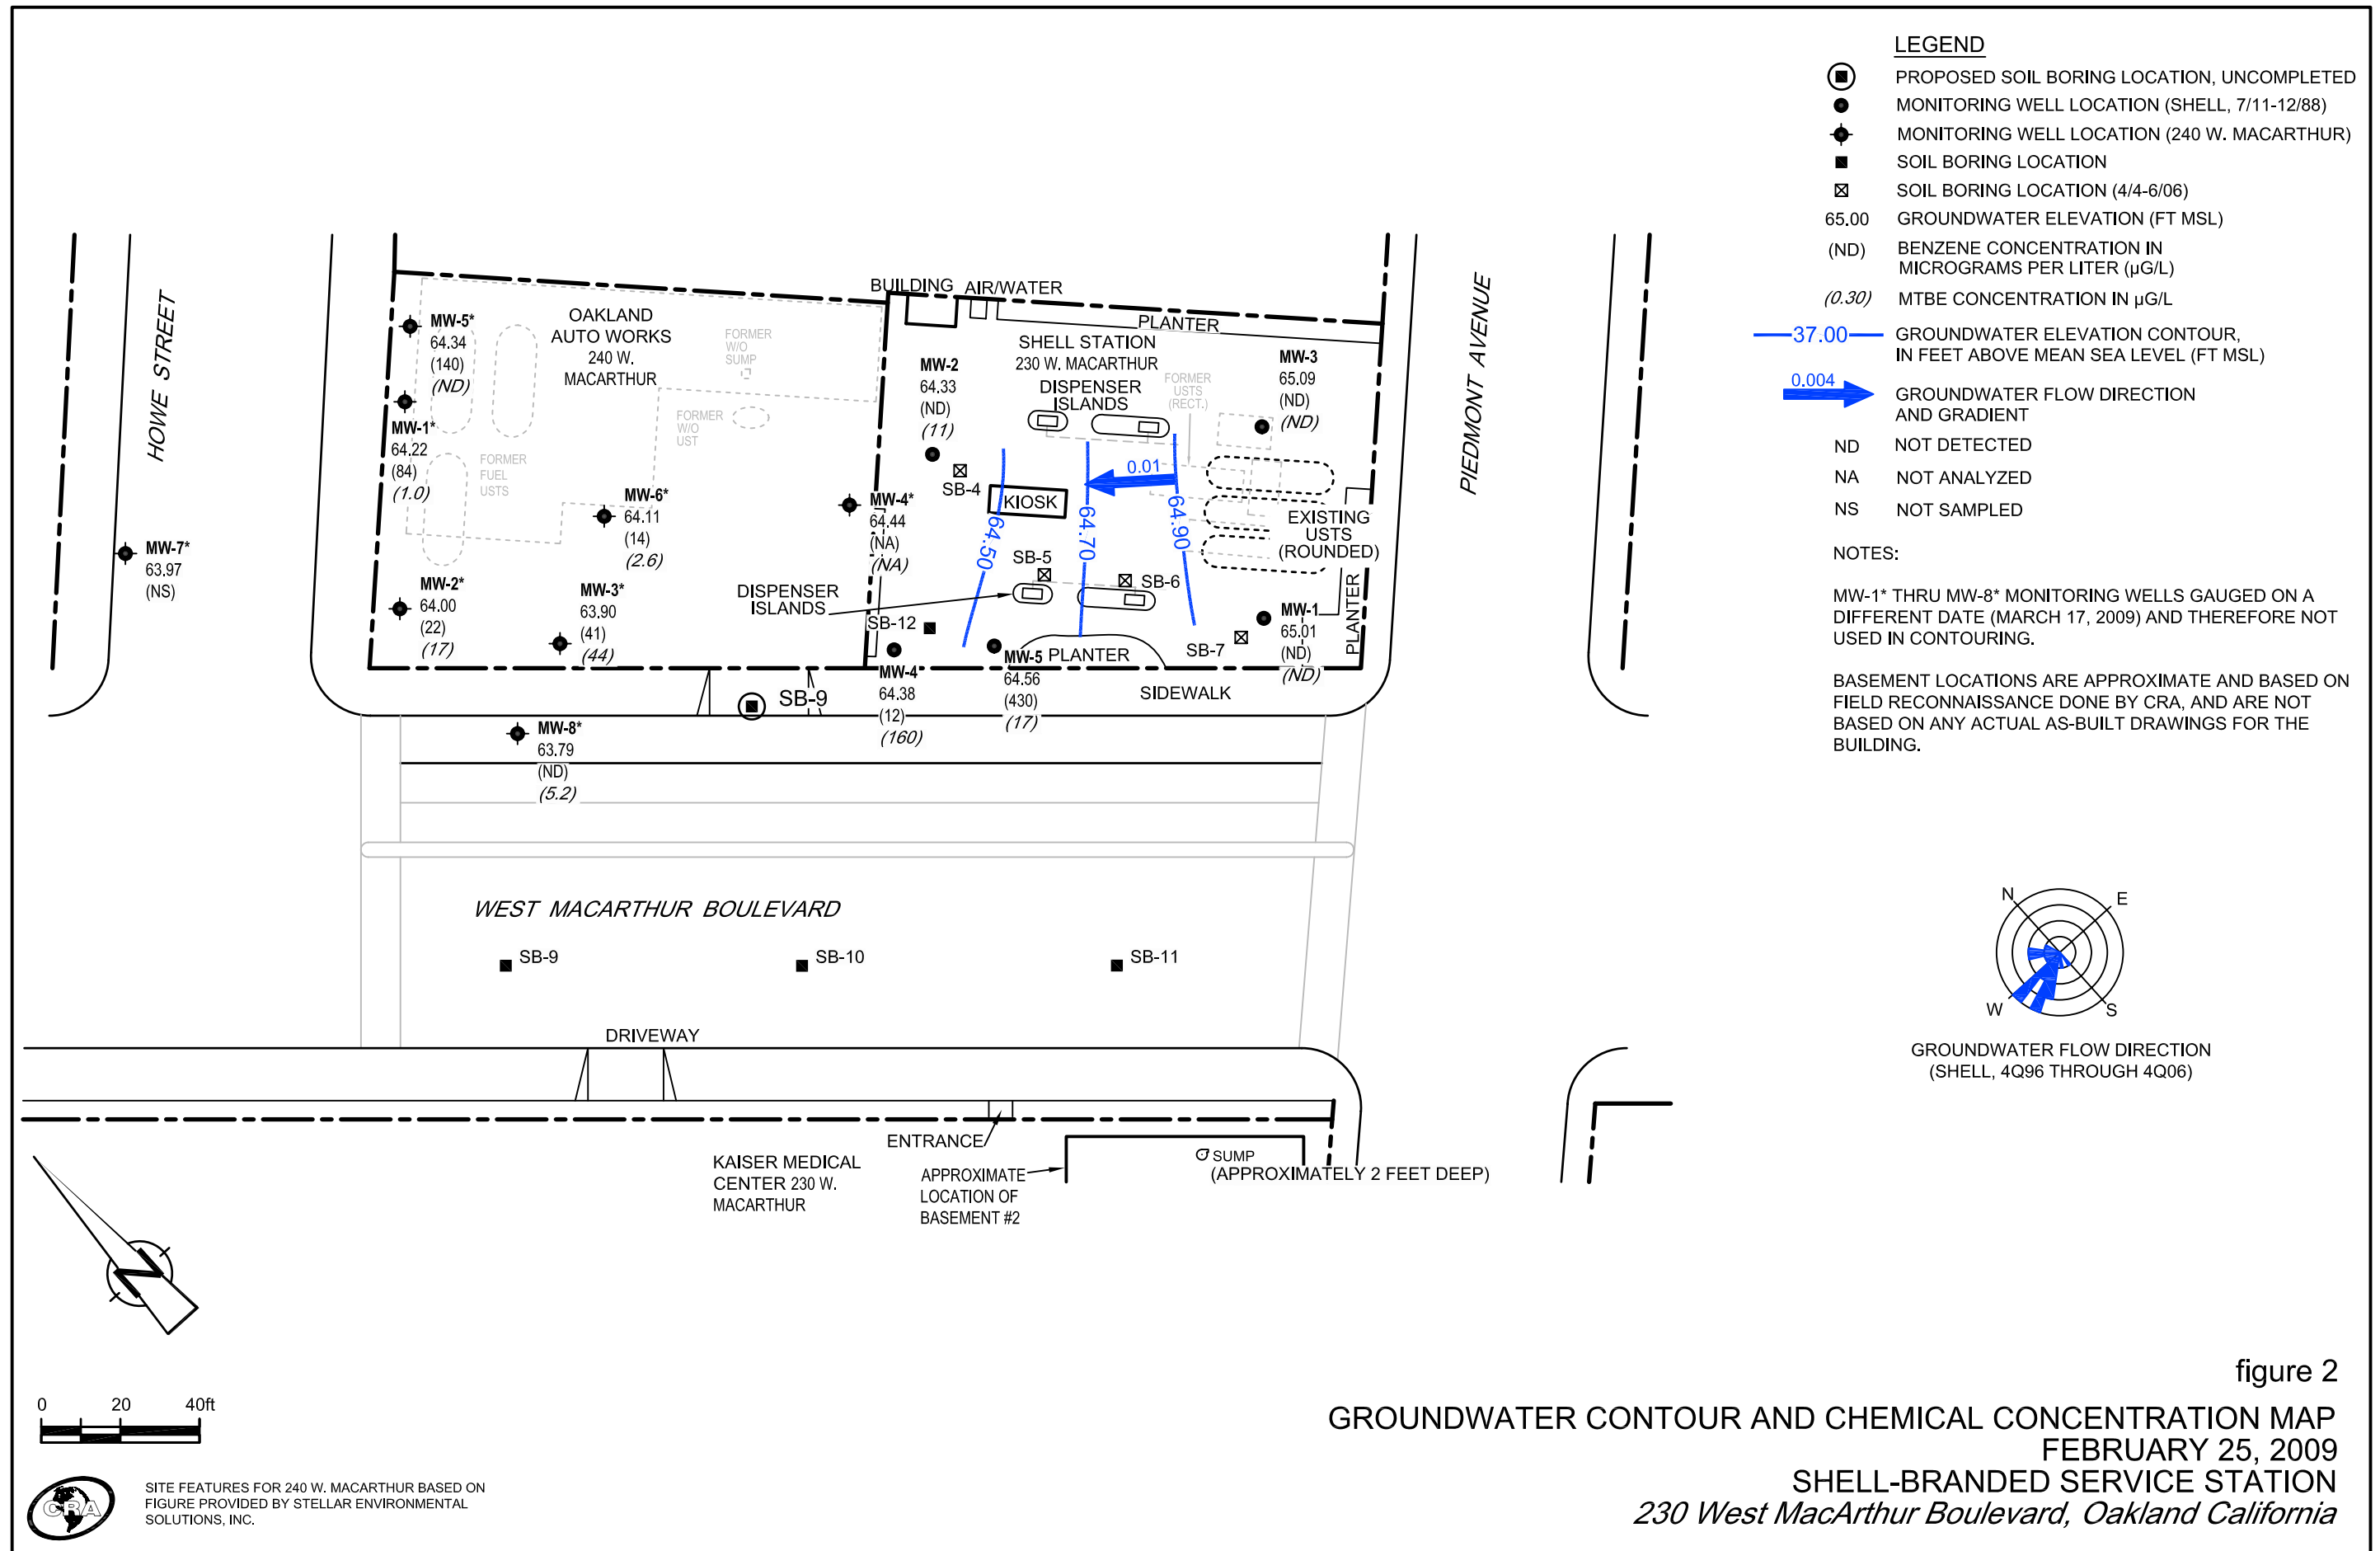 LEGEND
PROPOSED SOIL BORING LOCATION, UNCOMPLETED
MONITORING WELL LOCATION (SHELL, 7/11-12/88)
MONITORING WELL LOCATION (240 W. MACARTHUR)
SOIL BORING LOCATION
SOIL BORING LOCATION (4/4-6/06)
65.00 GROUNDWATER ELEVATION (FT MSL)
(ND) BENZENE CONCENTRATION IN
MICROGRAMS PER LITER (µG/L)
(0.30) MTBE CONCENTRATION IN µG/L
37.00 GROUNDWATER ELEVATION CONTOUR,
IN FEET ABOVE MEAN SEA LEVEL (FT MSL)
0.004
GROUNDWATER FLOW DIRECTION
AND GRADIENT
ND NOT DETECTED
NA NOT ANALYZED
NS NOT SAMPLED
NOTES:
MW-1* THRU MW-8* MONITORING WELLS GAUGED ON A
DIFFERENT DATE (MARCH 17, 2009) AND THEREFORE NOT
USED IN CONTOURING.
BASEMENT LOCATIONS ARE APPROXIMATE AND BASED ON
FIELD RECONNAISSANCE DONE BY CRA, AND ARE NOT
BASED ON ANY ACTUAL AS-BUILT DRAWINGS FOR THE
BUILDING.
N
E
W
S
GROUNDWATER FLOW DIRECTION
(SHELL, 4Q96 THROUGH 4Q06)
HOWE STREET
PIEDMONT AVENUE
WEST MACARTHUR BOULEVARD
MW-5*
64.34
(140)
(ND)
MW-1*
64.22
(84)
(1.0)
MW-7*
63.97
(NS)
MW-2*
64.00
(22)
(17)
MW-3*
63.90
(41)
(44)
MW-6*
64.11
(14)
(2.6)
MW-8*
63.79
(ND)
(5.2)
MW-4*
64.44
(NA)
(NA)
OAKLAND
AUTO WORKS
240 W.
MACARTHUR
FORMER
W/O
SUMP
FORMER
W/O
UST
FORMER
FUEL
USTS
BUILDING
AIR/WATER
PLANTER
SHELL STATION
230 W. MACARTHUR
DISPENSER
ISLANDS
FORMER
USTS
(RECT.)
MW-2
64.33
(ND)
(11)
MW-3
65.09
(ND)
(ND)
SB-4
KIOSK
0.01
64.50
64.70
64.90
EXISTING
USTS
(ROUNDED)
SB-5
SB-6
DISPENSER
ISLANDS
SB-12
SB-7
MW-1
65.01
(ND)
(ND)
PLANTER
MW-5
64.56
(430)
(17)
PLANTER
MW-4
64.38
(12)
(160)
SIDEWALK
SB-9
SB-9
SB-10
SB-11
DRIVEWAY
ENTRANCE
KAISER MEDICAL
CENTER 230 W.
MACARTHUR
APPROXIMATE
LOCATION OF
BASEMENT #2
SUMP
(APPROXIMATELY 2 FEET DEEP)
N
0 20 40ft
CRA
SITE FEATURES FOR 240 W. MACARTHUR BASED ON
FIGURE PROVIDED BY STELLAR ENVIRONMENTAL
SOLUTIONS, INC.
figure 2
GROUNDWATER CONTOUR AND CHEMICAL CONCENTRATION MAP
FEBRUARY 25, 2009
SHELL-BRANDED SERVICE STATION
230 West MacArthur Boulevard, Oakland California